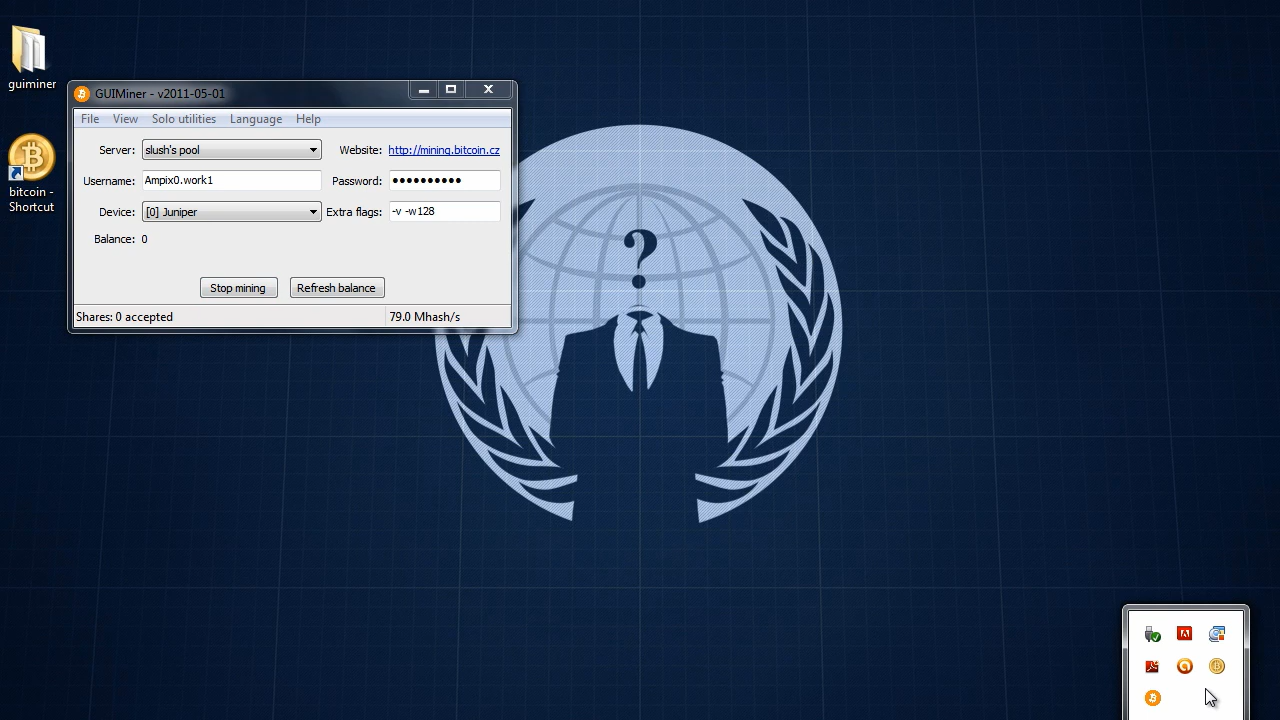 guiminer
bitcoin -
Shortcut
GUIMiner - v2011-05-01
File View Solo utilities Language Help
Server: slush's pool Website: http://mining.bitcoin.cz
Username: Ampix0.work1 Password: ●●●●●●●●●●
Device: [0] Juniper Extra flags: -v -w128
Balance: 0
Stop mining Refresh balance
Shares: 0 accepted 79.0 Mhash/s
?